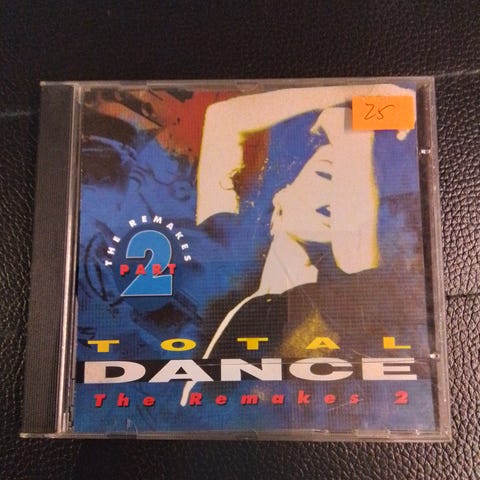 25
THE REMAKES
2
PART
TOTAL
DANCE
The Remakes 2